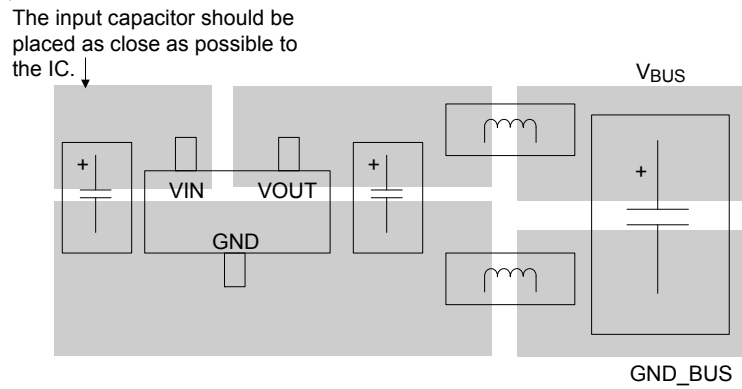 The input capacitor should be
placed as close as possible to
the IC.
VBUS
+
+
+
VIN
VOUT
GND
GND_BUS